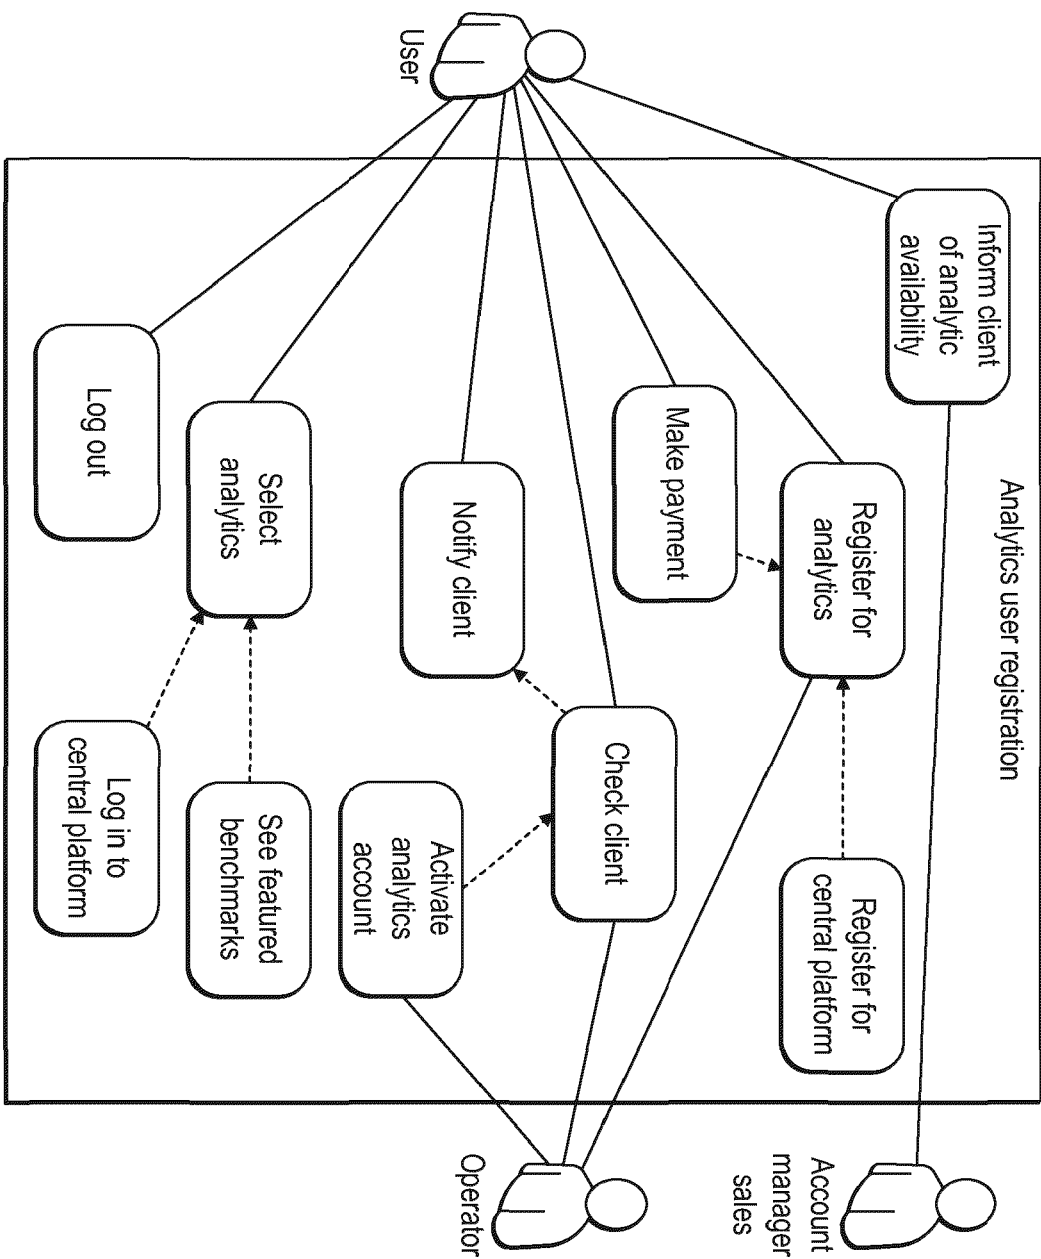 Analytics user registration
Inform client
of analytic
availability
Account
manager
sales
Register for
analytics
Register for
central platform
Make payment
User
Check client
Operator
Notify client
Activate
analytics
account
Select
analytics
See featured
benchmarks
Log out
Log in to
central platform